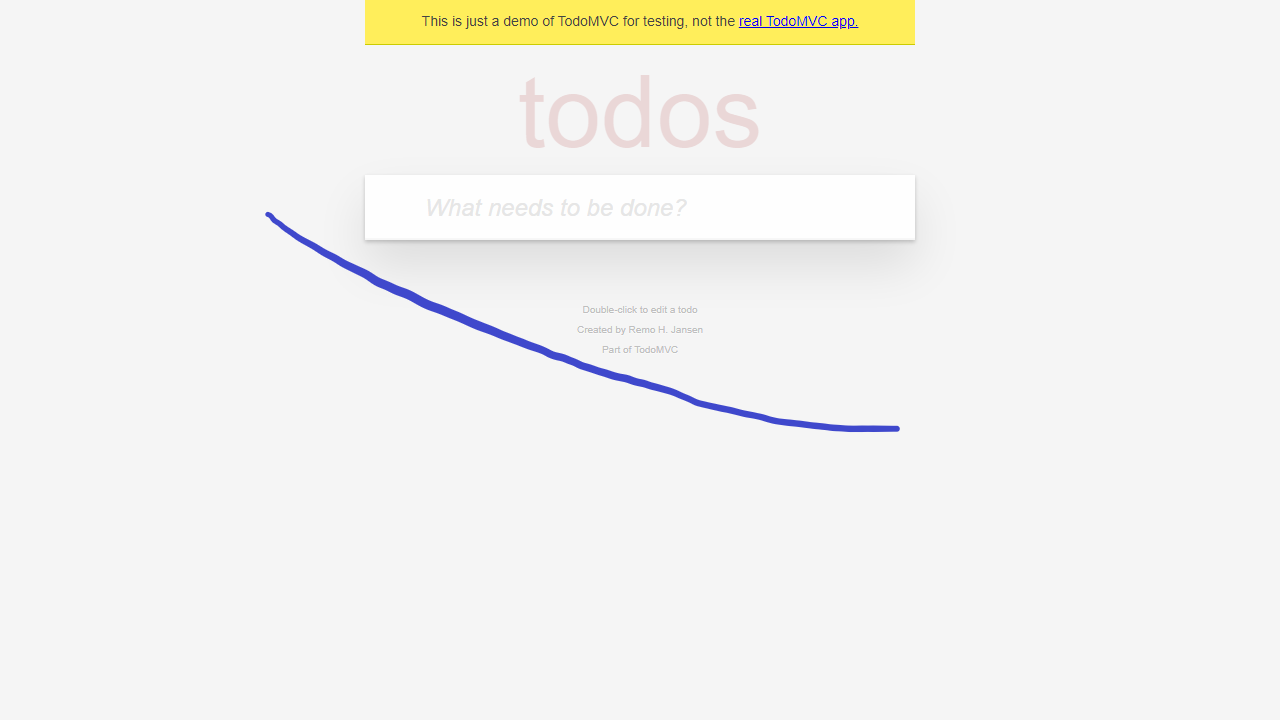 This is just a demo of TodoMVC for testing, not the real TodoMVC app.
todos
What needs to be done?
Double-click to edit a todo
Created by Remo H. Jansen
Part of TodoMVC